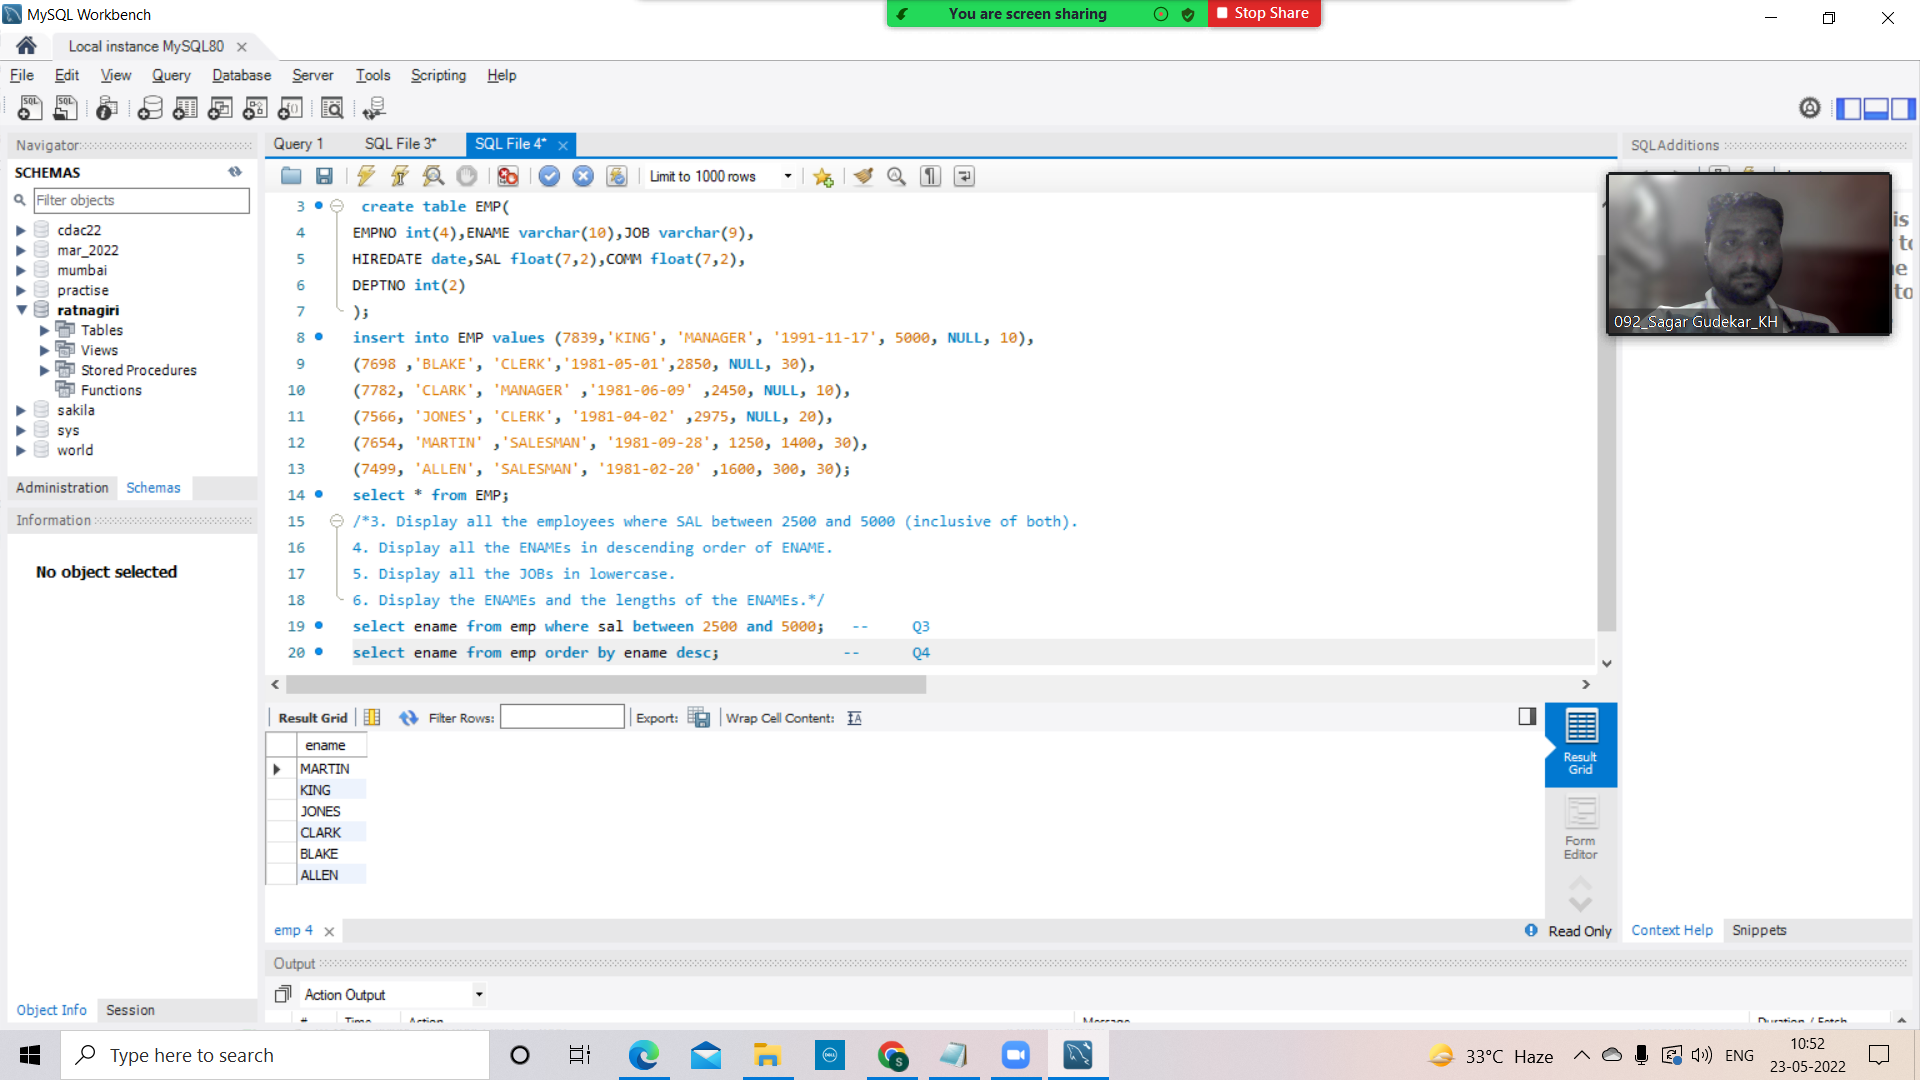 MySQL Workbench
You are screen sharing
Stop Share
Local instance MySQL80
File Edit View Query Database Server Tools Scripting Help
Navigator
Query 1
SQL File 3*
SQL File 4*
SQLAdditions
SCHEMAS
Limit to 1000 rows
Filter objects
cdac22
mar_2022
mumbai
practise
ratnagiri
Tables
Views
Stored Procedures
Functions
sakila
sys
world
Administration Schemas
Information
No object selected
Object Info Session
3 create table EMP(
4 EMPNO int(4),ENAME varchar(10),JOB varchar(9),
5 HIREDATE date,SAL float(7,2),COMM float(7,2),
6 DEPTNO int(2)
7 );
8 insert into EMP values (7839,'KING', 'MANAGER', '1991-11-17', 5000, NULL, 10),
9 (7698 ,'BLAKE', 'CLERK','1981-05-01',2850, NULL, 30),
10 (7782, 'CLARK', 'MANAGER' ,'1981-06-09' ,2450, NULL, 10),
11 (7566, 'JONES', 'CLERK', '1981-04-02' ,2975, NULL, 20),
12 (7654, 'MARTIN' ,'SALESMAN', '1981-09-28', 1250, 1400, 30),
13 (7499, 'ALLEN', 'SALESMAN', '1981-02-20' ,1600, 300, 30);
14 select * from EMP;
15 /*3. Display all the employees where SAL between 2500 and 5000 (inclusive of both).
16 4. Display all the ENAMEs in descending order of ENAME.
17 5. Display all the JOBs in lowercase.
18 6. Display the ENAMEs and the lengths of the ENAMEs.*/
19 select ename from emp where sal between 2500 and 5000; -- Q3
20 select ename from emp order by ename desc; -- Q4
092_Sagar Gudekar_KH
Result Grid Filter Rows: Export: Wrap Cell Content:
ename
MARTIN
KING
JONES
CLARK
BLAKE
ALLEN
Result
Grid
Form
Editor
emp 4
Read Only
Context Help Snippets
Output
Action Output
# Time Action Message Duration / Fetch
Type here to search
33°C Haze
ENG
10:52
23-05-2022